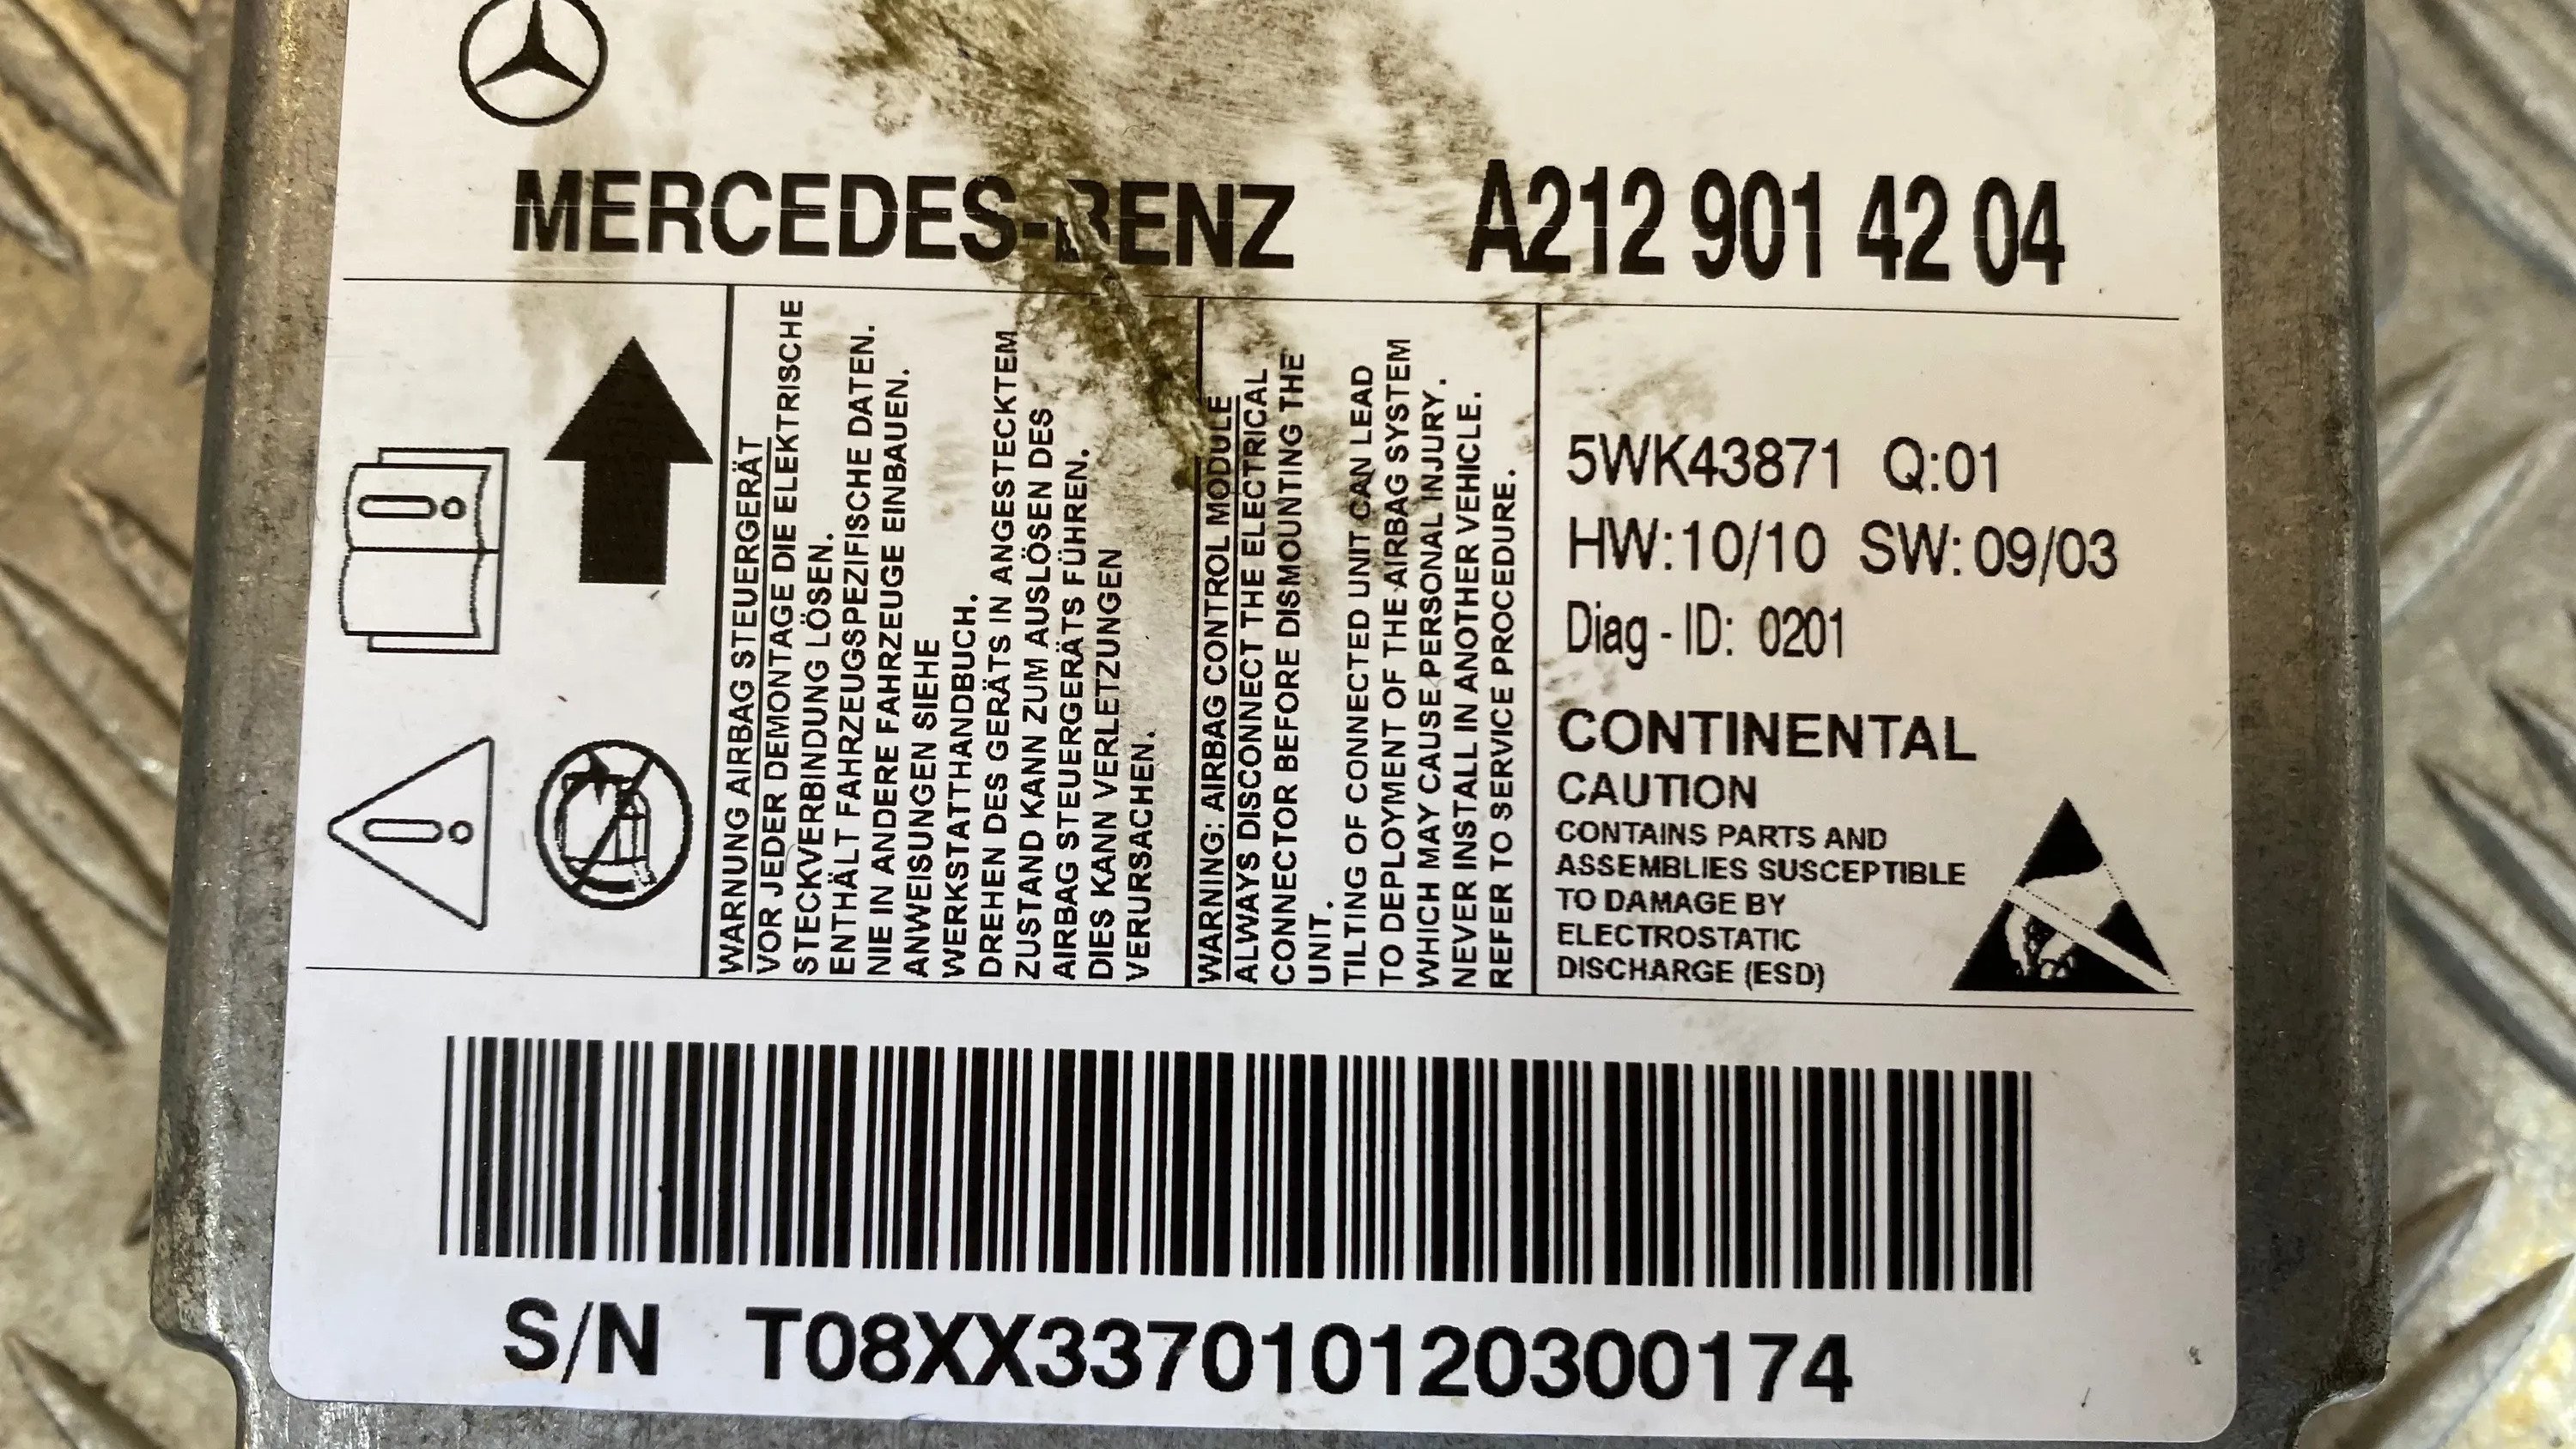 MERCEDES-BENZ A212 901 42 04
WARNUNG AIRBAG STEUERGERÄT
VOR JEDER DEMONTAGE DIE ELEKTRISCHE
STECKVERBINDUNG LÖSEN.
ENTHÄLT FAHRZEUGSPEZIFISCHE DATEN.
NIE IN ANDERE FAHRZEUGE EINBAUEN.
ANWEISUNGEN SIEHE
WERKSTATTHANDBUCH.
DREHEN DES GERÄTS IN ANGESTECKTEM
ZUSTAND KANN ZUM AUSLÖSEN DES
AIRBAG STEUERGERÄTS FÜHREN.
DIES KANN VERLETZUNGEN
VERURSACHEN.
WARNING: AIRBAG CONTROL MODULE
ALWAYS DISCONNECT THE ELECTRICAL
CONNECTOR BEFORE DISMOUNTING THE
UNIT.
TILTING OF CONNECTED UNIT CAN LEAD
TO DEPLOYMENT OF THE AIRBAG SYSTEM
WHICH MAY CAUSE PERSONAL INJURY.
NEVER INSTALL IN ANOTHER VEHICLE.
REFER TO SERVICE PROCEDURE.
5WK43871 Q:01
HW:10/10 SW:09/03
Diag - ID: 0201
CONTINENTAL
CAUTION
CONTAINS PARTS AND
ASSEMBLIES SUSCEPTIBLE
TO DAMAGE BY
ELECTROSTATIC
DISCHARGE (ESD)
S/N T08XX337010120300174